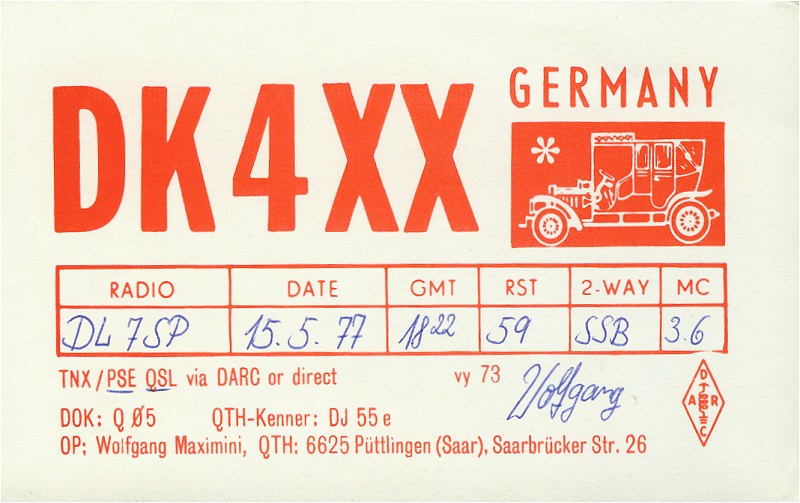 GERMANY
DK4XX
RADIO DATE GMT RST 2-WAY MC
DL7SP 15.5.77 18²² 59 SSB 3.6
TNX/PSE QSL via DARC or direct vy 73 Wolfgang
DARC
DOK: Q Ø5 QTH-Kenner: DJ 55 e
OP: Wolfgang Maximini, QTH: 6625 Püttlingen (Saar), Saarbrücker Str. 26